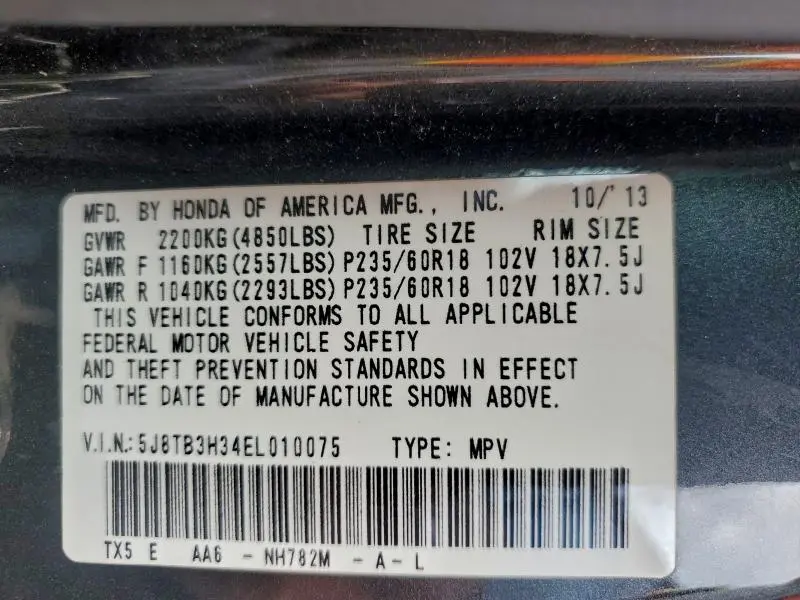 MFD. BY HONDA OF AMERICA MFG., INC. 10/'13
GVWR 2200KG(4850LBS) TIRE SIZE RIM SIZE
GAWR F 1160KG(2557LBS) P235/60R18 102V 18X7.5J
GAWR R 1040KG(2293LBS) P235/60R18 102V 18X7.5J
THIS VEHICLE CONFORMS TO ALL APPLICABLE
FEDERAL MOTOR VEHICLE SAFETY
AND THEFT PREVENTION STANDARDS IN EFFECT
ON THE DATE OF MANUFACTURE SHOWN ABOVE.
V.I.N.: 5J8TB3H34EL010075 TYPE: MPV
TX5 E AA6 - NH782M - A - L